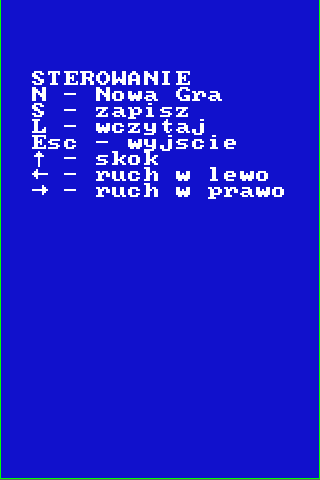 STEROWANIE
N - Nowa Gra
S - zapisz
L - wczytaj
Esc - wyjscie
↑ - skok
← - ruch w lewo
→ - ruch w prawo